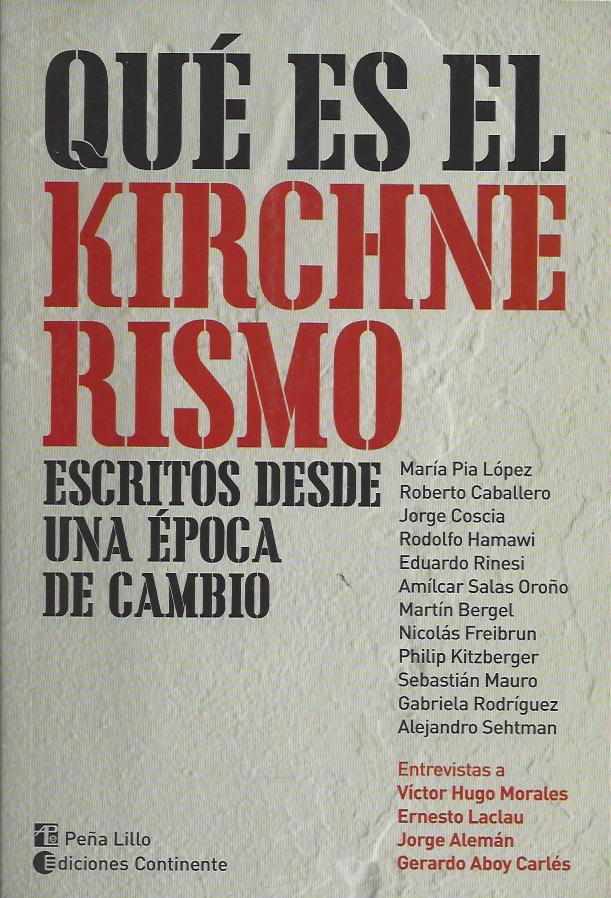 QUÉ ES EL
KIRCHNE
RISMO
ESCRITOS DESDE
UNA ÉPOCA
DE CAMBIO
María Pia López
Roberto Caballero
Jorge Coscia
Rodolfo Hamawi
Eduardo Rinesi
Amílcar Salas Oroño
Martín Bergel
Nicolás Freibrun
Philip Kitzberger
Sebastián Mauro
Gabriela Rodríguez
Alejandro Sehtman
Entrevistas a
Víctor Hugo Morales
Ernesto Laclau
Jorge Alemán
Gerardo Aboy Carlés
Peña Lillo
Ediciones Continente